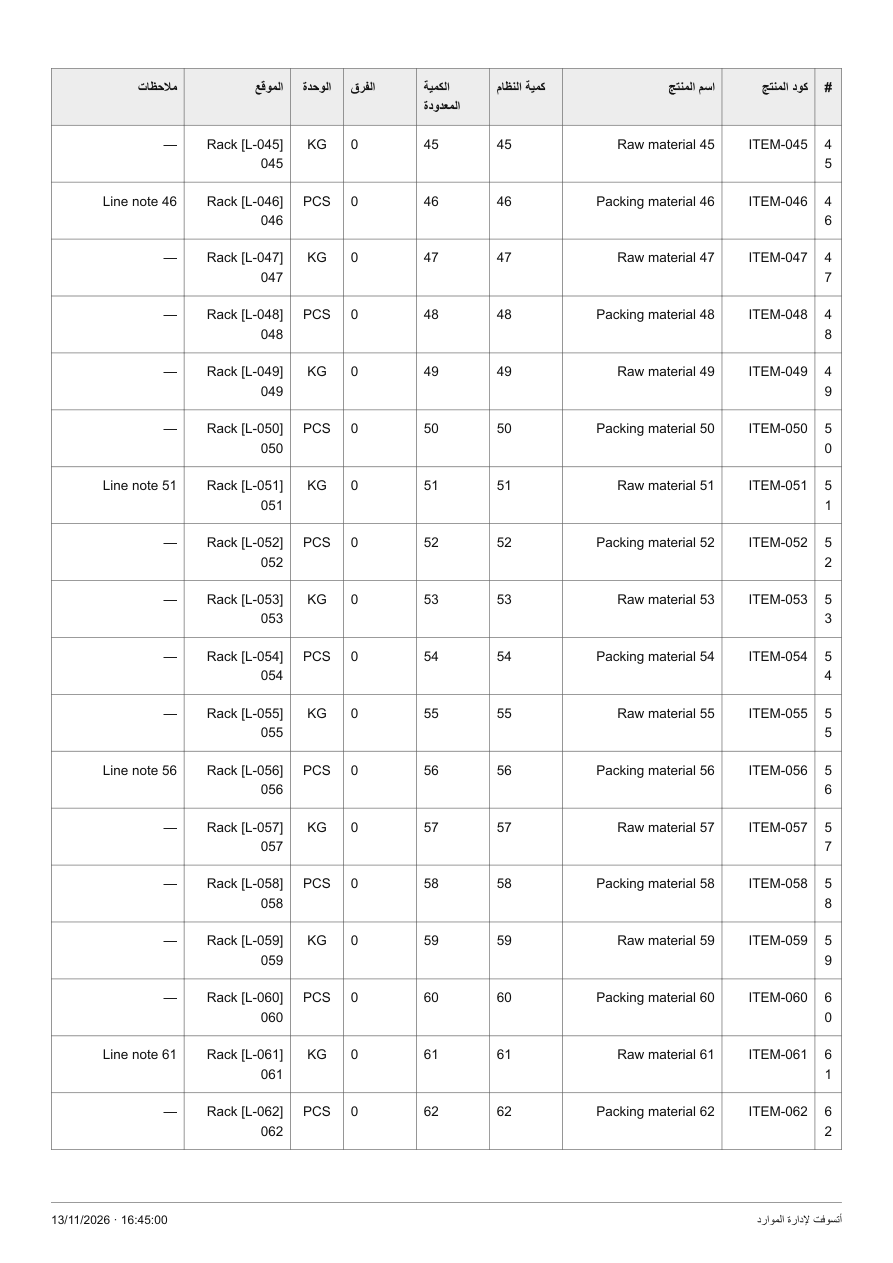 # كود المنتج اسم المنتج كمية النظام الكمية المعدودة الفرق الوحدة الموقع ملاحظات
45 ITEM-045 Raw material 45 45 45 0 KG Rack [L-045] 045 —
46 ITEM-046 Packing material 46 46 46 0 PCS Rack [L-046] 046 Line note 46
47 ITEM-047 Raw material 47 47 47 0 KG Rack [L-047] 047 —
48 ITEM-048 Packing material 48 48 48 0 PCS Rack [L-048] 048 —
49 ITEM-049 Raw material 49 49 49 0 KG Rack [L-049] 049 —
50 ITEM-050 Packing material 50 50 50 0 PCS Rack [L-050] 050 —
51 ITEM-051 Raw material 51 51 51 0 KG Rack [L-051] 051 Line note 51
52 ITEM-052 Packing material 52 52 52 0 PCS Rack [L-052] 052 —
53 ITEM-053 Raw material 53 53 53 0 KG Rack [L-053] 053 —
54 ITEM-054 Packing material 54 54 54 0 PCS Rack [L-054] 054 —
55 ITEM-055 Raw material 55 55 55 0 KG Rack [L-055] 055 —
56 ITEM-056 Packing material 56 56 56 0 PCS Rack [L-056] 056 Line note 56
57 ITEM-057 Raw material 57 57 57 0 KG Rack [L-057] 057 —
58 ITEM-058 Packing material 58 58 58 0 PCS Rack [L-058] 058 —
59 ITEM-059 Raw material 59 59 59 0 KG Rack [L-059] 059 —
60 ITEM-060 Packing material 60 60 60 0 PCS Rack [L-060] 060 —
61 ITEM-061 Raw material 61 61 61 0 KG Rack [L-061] 061 Line note 61
62 ITEM-062 Packing material 62 62 62 0 PCS Rack [L-062] 062 —
أتسوفت لإدارة الموارد
13/11/2026 · 16:45:00